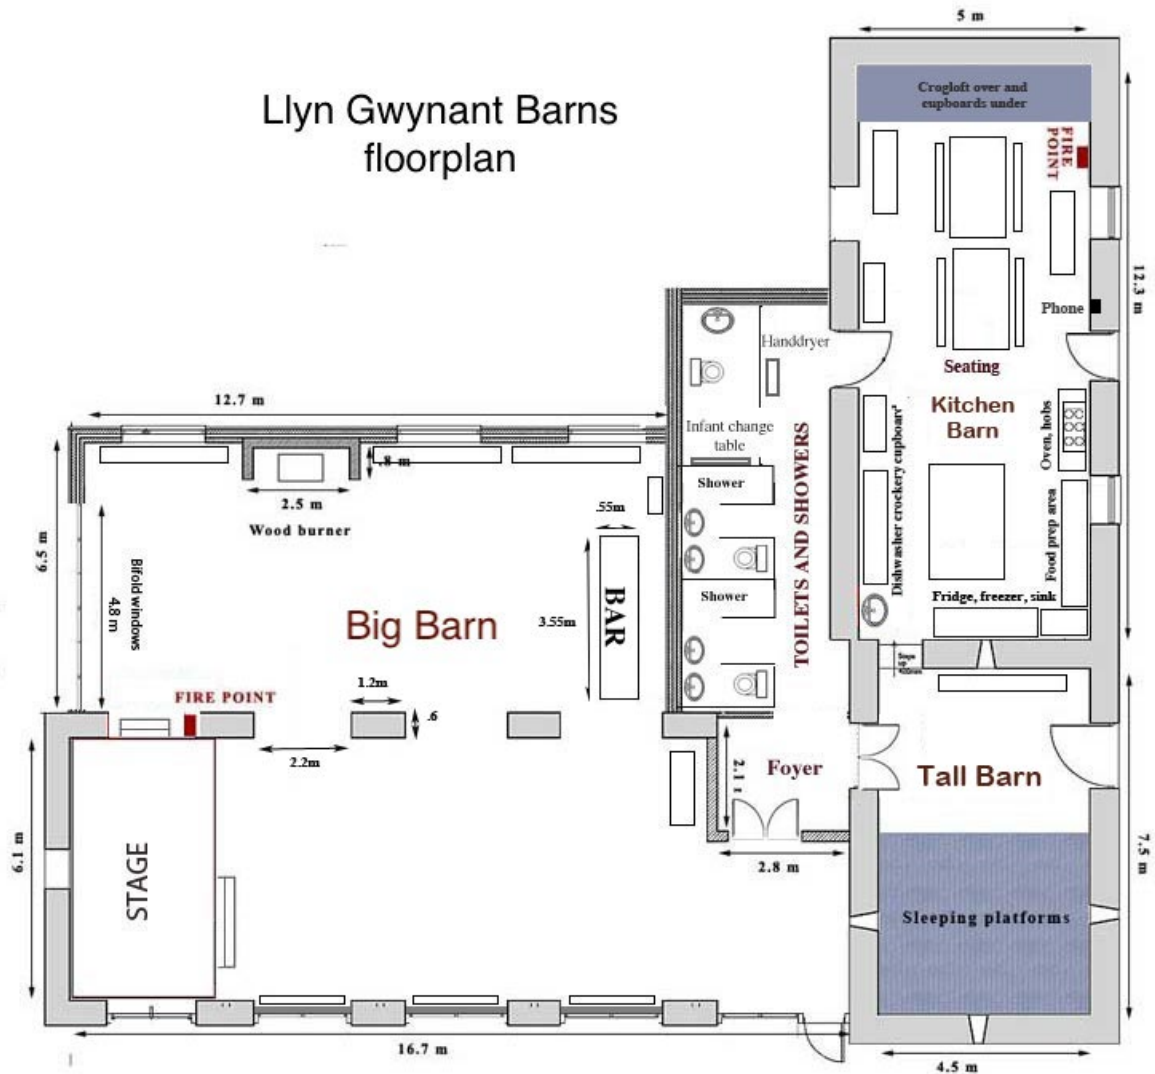 5 m
Llyn Gwynant Barns
floorplan
Crogloft over and
cupboards under
FIRE
POINT
12.3 m
Phone
Handdryer
Seating
Kitchen
Barn
Oven, hobs
12.7 m
Infant change
table
.8 m
2.5 m
Wood burner
Shower
.55m
TOILETS AND SHOWERS
Dishwasher crockery cupboard
Food prep area
6.5 m
Bifold windows
4.8 m
Big Barn
BAR
3.55m
Shower
Fridge, freezer, sink
Steps
up
FIRE POINT
1.2m
.6
2.2m
2.1
Foyer
Tall Barn
6.1 m
STAGE
2.8 m
7.5 m
Sleeping platforms
16.7 m
4.5 m